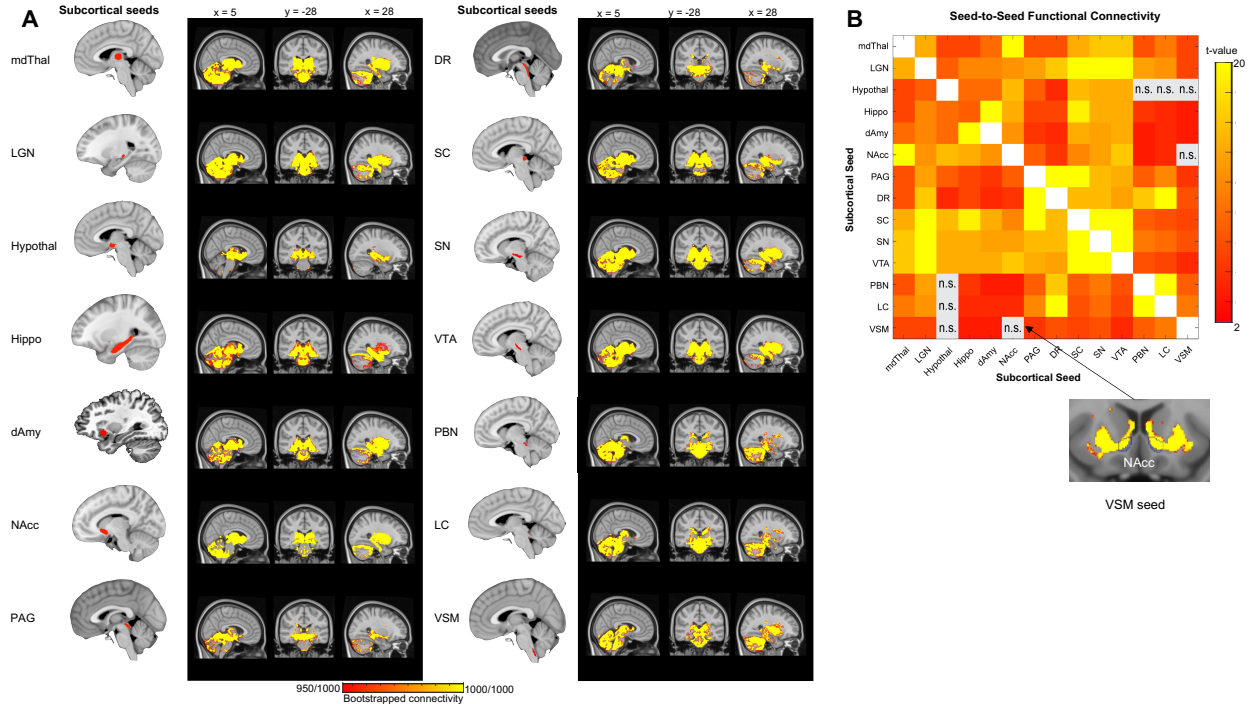 A
Subcortical seeds
x = 5
y = -28
x = 28
Subcortical seeds
x = 5
y = -28
x = 28
mdThal
DR
LGN
SC
Hypothal
SN
Hippo
VTA
dAmy
PBN
NAcc
LC
PAG
VSM
950/1000
1000/1000
Bootstrapped connectivity
B
Seed-to-Seed Functional Connectivity
t-value
20
2
Subcortical Seed
mdThal
LGN
Hypothal
n.s. n.s. n.s.
Hippo
dAmy
NAcc
n.s.
PAG
DR
SC
SN
VTA
PBN
n.s.
LC
n.s.
VSM
n.s.
n.s.
mdThal
LGN
Hypothal
Hippo
dAmy
NAcc
PAG
DR
SC
SN
VTA
PBN
LC
VSM
Subcortical Seed
NAcc
VSM seed